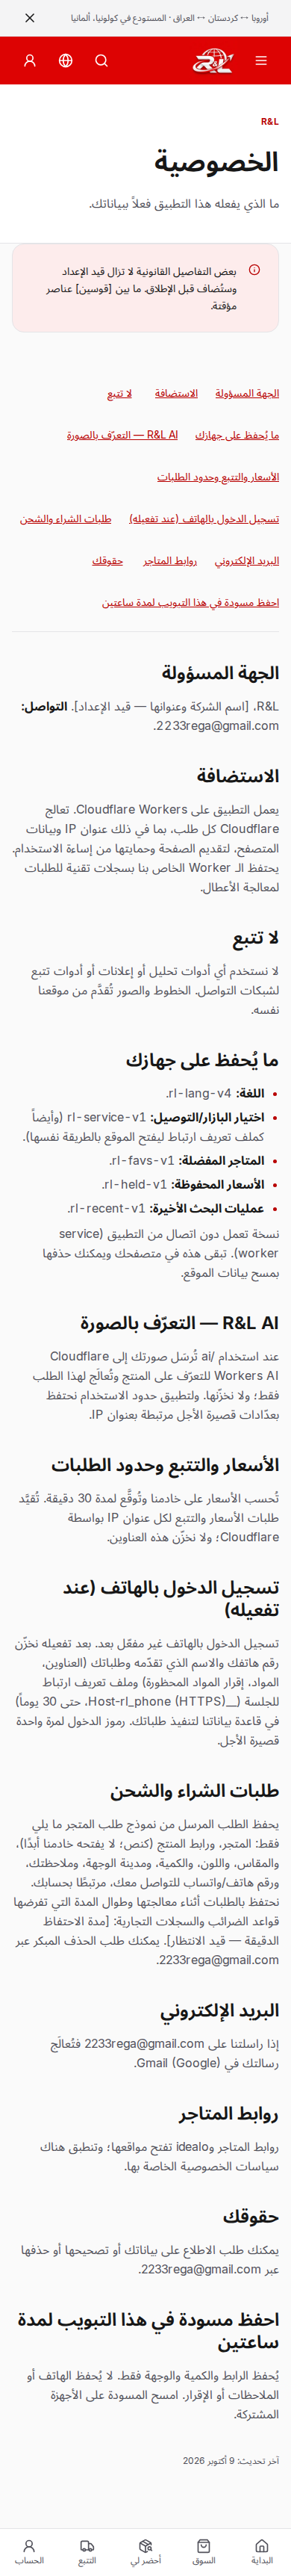 أوروبا ↔ كردستان ↔ العراق · المستودع في كولونيا، ألمانيا
R&L
R&L
الخصوصية
ما الذي يفعله هذا التطبيق فعلاً ببياناتك.
بعض التفاصيل القانونية لا تزال قيد الإعداد
وستُضاف قبل الإطلاق. ما بين [قوسين] عناصر
مؤقتة.
الجهة المسؤولة الاستضافة لا تتبع
ما يُحفظ على جهازك R&L AI — التعرّف بالصورة
الأسعار والتتبع وحدود الطلبات
تسجيل الدخول بالهاتف (عند تفعيله) طلبات الشراء والشحن
البريد الإلكتروني روابط المتاجر حقوقك
احفظ مسودة في هذا التبويب لمدة ساعتين
الجهة المسؤولة
R&L، [اسم الشركة وعنوانها — قيد الإعداد]. التواصل:
2233rega@gmail.com.
الاستضافة
يعمل التطبيق على Cloudflare Workers. تعالج
Cloudflare كل طلب، بما في ذلك عنوان IP وبيانات
المتصفح، لتقديم الصفحة وحمايتها من إساءة الاستخدام.
يحتفظ الـ Worker الخاص بنا بسجلات تقنية للطلبات
لمعالجة الأعطال.
لا تتبع
لا نستخدم أي أدوات تحليل أو إعلانات أو أدوات تتبع
لشبكات التواصل. الخطوط والصور تُقدَّم من موقعنا
نفسه.
ما يُحفظ على جهازك
• اللغة: rl-lang-v4.
• اختيار البازار/التوصيل: rl-service-v1 (وأيضاً
كملف تعريف ارتباط ليفتح الموقع بالطريقة نفسها).
• المتاجر المفضلة: rl-favs-v1.
• الأسعار المحفوظة: rl-held-v1.
• عمليات البحث الأخيرة: rl-recent-v1.
نسخة تعمل دون اتصال من التطبيق (service
worker). تبقى هذه في متصفحك ويمكنك حذفها
بمسح بيانات الموقع.
R&L AI — التعرّف بالصورة
عند استخدام /ai تُرسَل صورتك إلى Cloudflare
Workers AI للتعرّف على المنتج وتُعالَج لهذا الطلب
فقط؛ ولا نخزّنها. ولتطبيق حدود الاستخدام نحتفظ
بعدّادات قصيرة الأجل مرتبطة بعنوان IP.
الأسعار والتتبع وحدود الطلبات
تُحسب الأسعار على خادمنا وتُوقَّع لمدة 30 دقيقة. تُقيَّد
طلبات الأسعار والتتبع لكل عنوان IP بواسطة
Cloudflare؛ ولا نخزّن هذه العناوين.
تسجيل الدخول بالهاتف (عند
تفعيله)
تسجيل الدخول بالهاتف غير مفعّل بعد. بعد تفعيله نخزّن
رقم هاتفك والاسم الذي تقدّمه وطلباتك (العناوين،
المواد، إقرار المواد المحظورة) وملف تعريف ارتباط
للجلسة (__Host-rl_phone (HTTPS)، حتى 30 يوماً)
في قاعدة بياناتنا لتنفيذ طلباتك. رموز الدخول لمرة واحدة
قصيرة الأجل.
طلبات الشراء والشحن
يحفظ الطلب المرسل من نموذج طلب المتجر ما يلي
فقط: المتجر، ورابط المنتج (كنص؛ لا يفتحه خادمنا أبدًا)،
والمقاس، واللون، والكمية، ومدينة الوجهة، وملاحظتك،
ورقم هاتف/واتساب للتواصل معك، مرتبطًا بحسابك.
نحتفظ بالطلبات أثناء معالجتها وطوال المدة التي تفرضها
قواعد الضرائب والسجلات التجارية: [مدة الاحتفاظ
الدقيقة — قيد الانتظار]. يمكنك طلب الحذف المبكر عبر
2233rega@gmail.com.
البريد الإلكتروني
إذا راسلتنا على 2233rega@gmail.com فتُعالَج
رسالتك في Gmail (Google).
روابط المتاجر
روابط المتاجر وidealo تفتح مواقعها؛ وتنطبق هناك
سياسات الخصوصية الخاصة بها.
حقوقك
يمكنك طلب الاطلاع على بياناتك أو تصحيحها أو حذفها
عبر 2233rega@gmail.com.
احفظ مسودة في هذا التبويب لمدة
ساعتين
يُحفظ الرابط والكمية والوجهة فقط. لا يُحفظ الهاتف أو
الملاحظات أو الإقرار. امسح المسودة على الأجهزة
المشتركة.
آخر تحديث: 9 أكتوبر 2026
البداية السوق أحضر لي التتبع الحساب